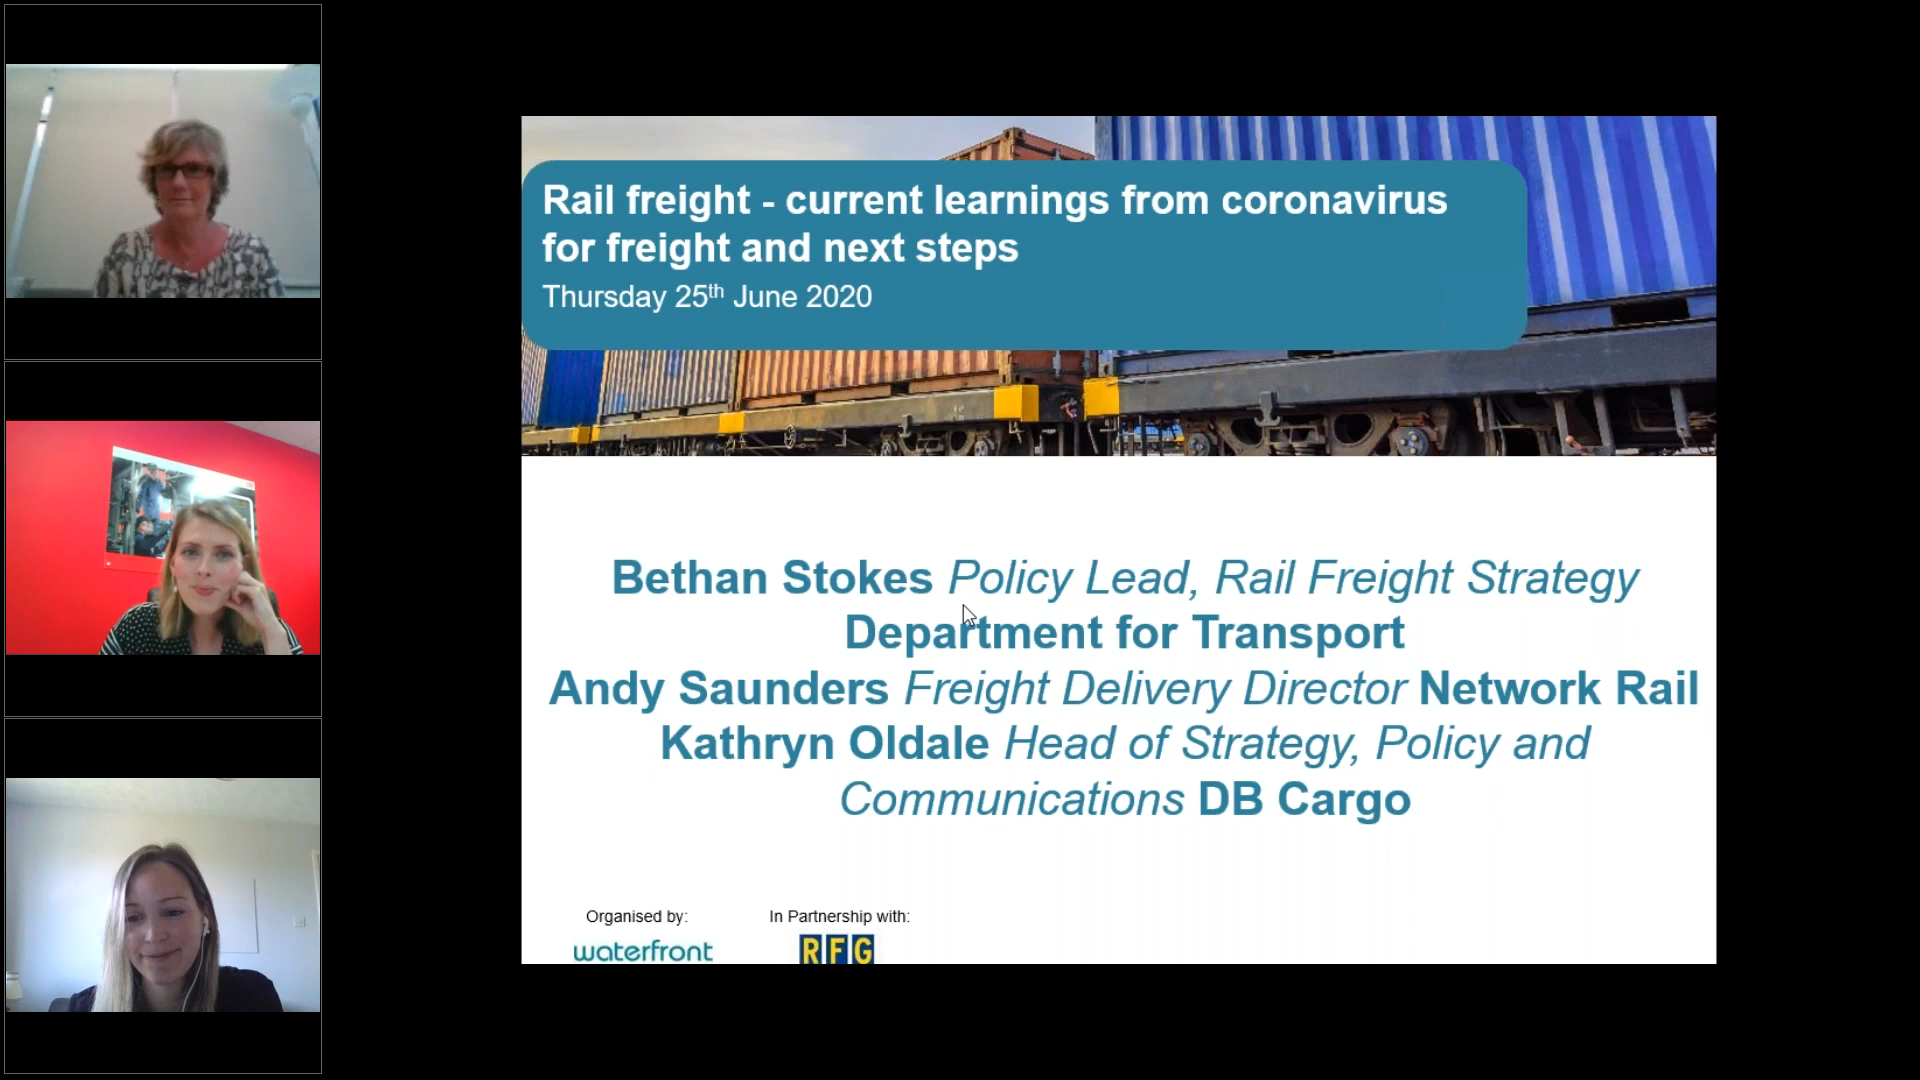 Rail freight - current learnings from coronavirus
for freight and next steps
Thursday 25th June 2020
Bethan Stokes Policy Lead, Rail Freight Strategy
Department for Transport
Andy Saunders Freight Delivery Director Network Rail
Kathryn Oldale Head of Strategy, Policy and
Communications DB Cargo
Organised by: In Partnership with:
waterfront RFG